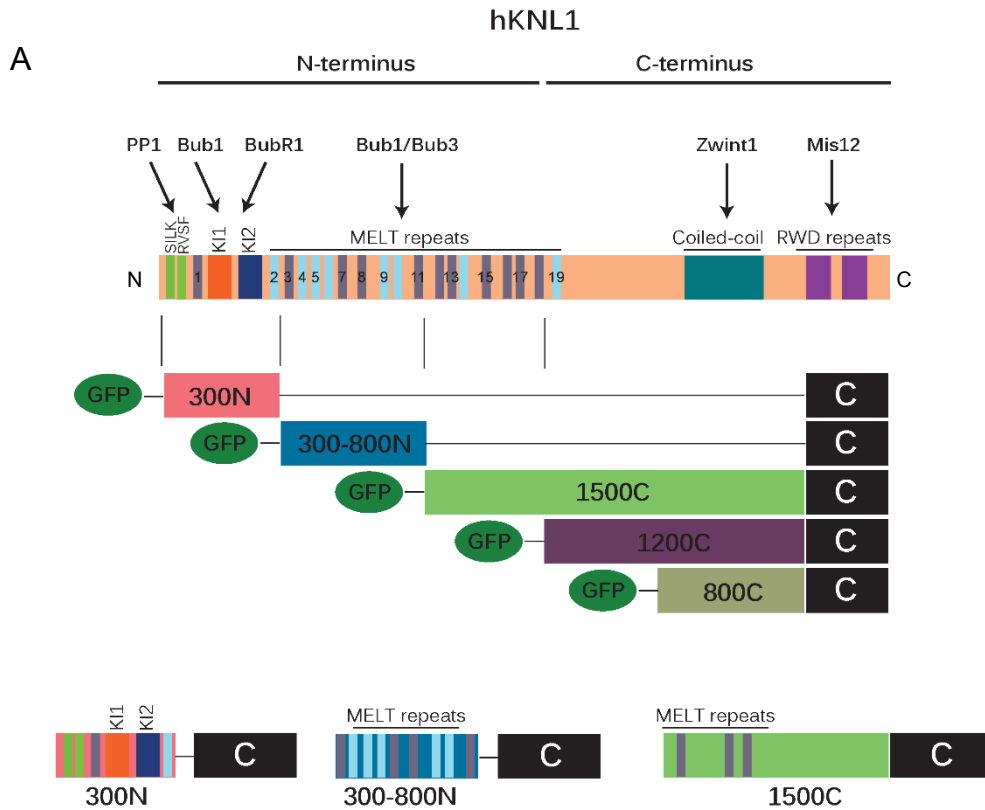 hKNL1
A
N-terminus C-terminus
PP1 Bub1 BubR1 Bub1/Bub3 Zwint1 Mis12
SILK RVSF KI1 KI2 MELT repeats Coiled-coil RWD repeats
N 1 2 3 4 5 7 8 9 11 13 15 17 19 C
GFP 300N C
GFP 300-800N C
GFP 1500C C
GFP 1200C C
GFP 800C C
KI1 KI2 MELT repeats MELT repeats
C C C
300N 300-800N 1500C